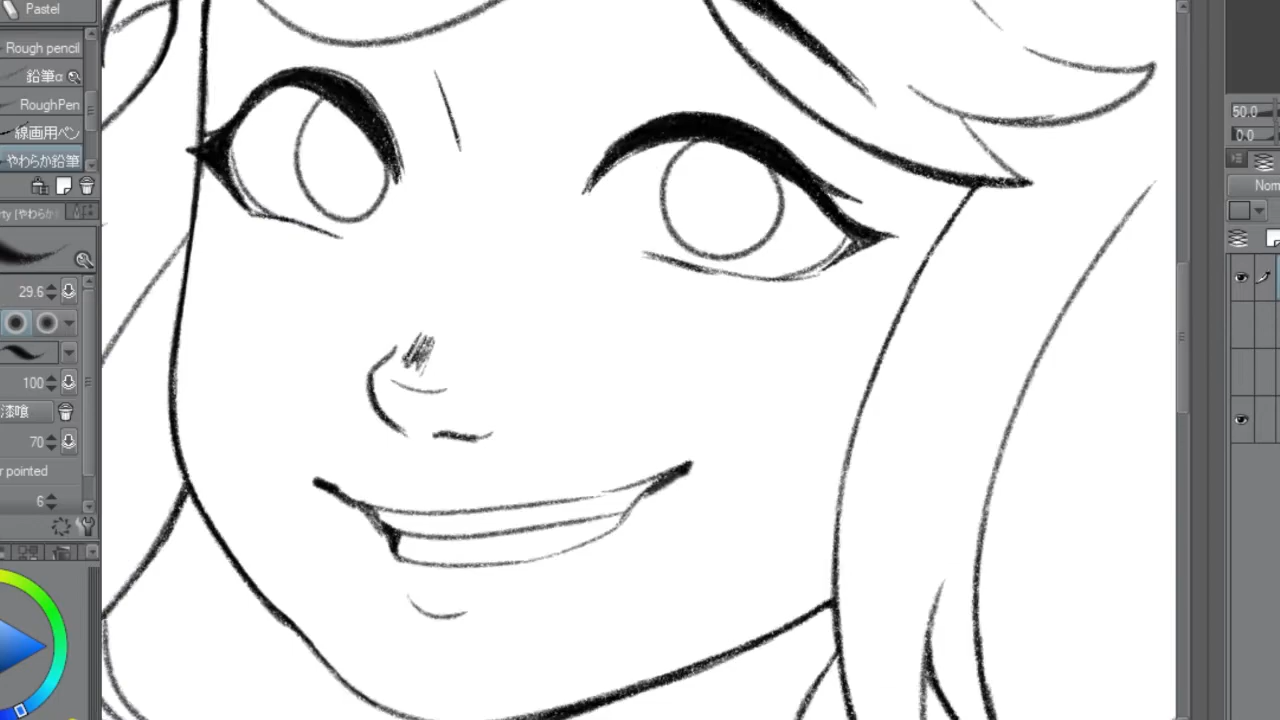 Pastel
Rough pencil
鉛筆α
RoughPen
線画用ペン
やわらか鉛筆
rty [やわらか
29.6
100
漆喰
70
r pointed
6
50.0
0.0
Nom